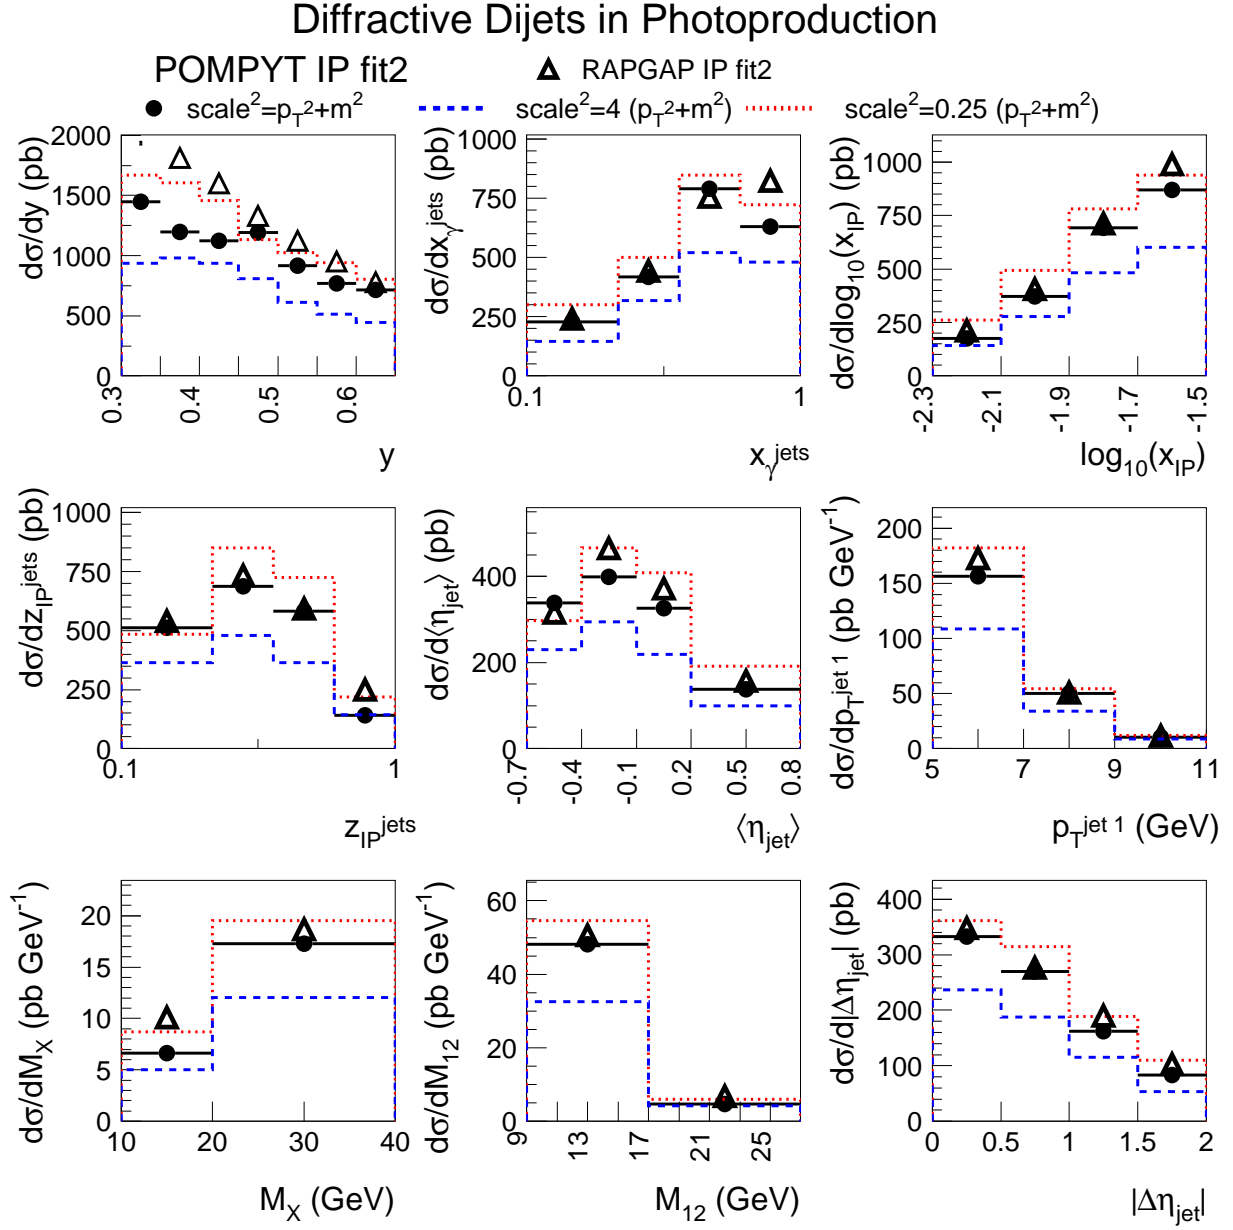 Diffractive Dijets in Photoproduction
POMPYT IP fit2 RAPGAP IP fit2
scale²=p_T²+m² scale²=4 (p_T²+m²) scale²=0.25 (p_T²+m²)
dσ/dy (pb)
2000
1500
1000
500
0
0.3 0.4 0.5 0.6
y
dσ/dx_γ^jets (pb)
1000
750
500
250
0
0.1 1
x_γ^jets
dσ/dlog₁₀(x_IP) (pb)
1000
750
500
250
0
-2.3 -2.1 -1.9 -1.7 -1.5
log₁₀(x_IP)
dσ/dz_IP^jets (pb)
1000
750
500
250
0
0.1 1
z_IP^jets
dσ/d⟨η_jet⟩ (pb)
400
200
0
-0.7 -0.4 -0.1 0.2 0.5 0.8
⟨η_jet⟩
dσ/dp_T^jet 1 (pb GeV⁻¹)
200
150
100
50
0
5 7 9 11
p_T^jet 1 (GeV)
dσ/dM_X (pb GeV⁻¹)
20
15
10
5
0
10 20 30 40
M_X (GeV)
dσ/dM₁₂ (pb GeV⁻¹)
60
40
20
0
9 13 17 21 25
M₁₂ (GeV)
dσ/d|Δη_jet| (pb)
400
300
200
100
0
0 0.5 1 1.5 2
|Δη_jet|